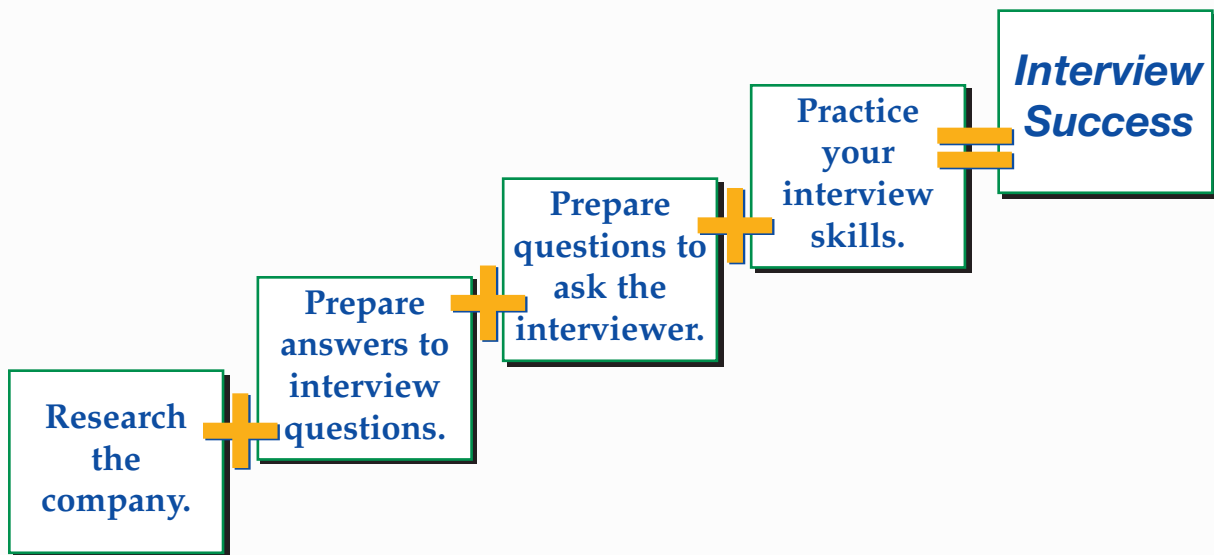 Research
the
company.
+
Prepare
answers to
interview
questions.
+
Prepare
questions to
ask the
interviewer.
+
Practice
your
interview
skills.
=
Interview
Success